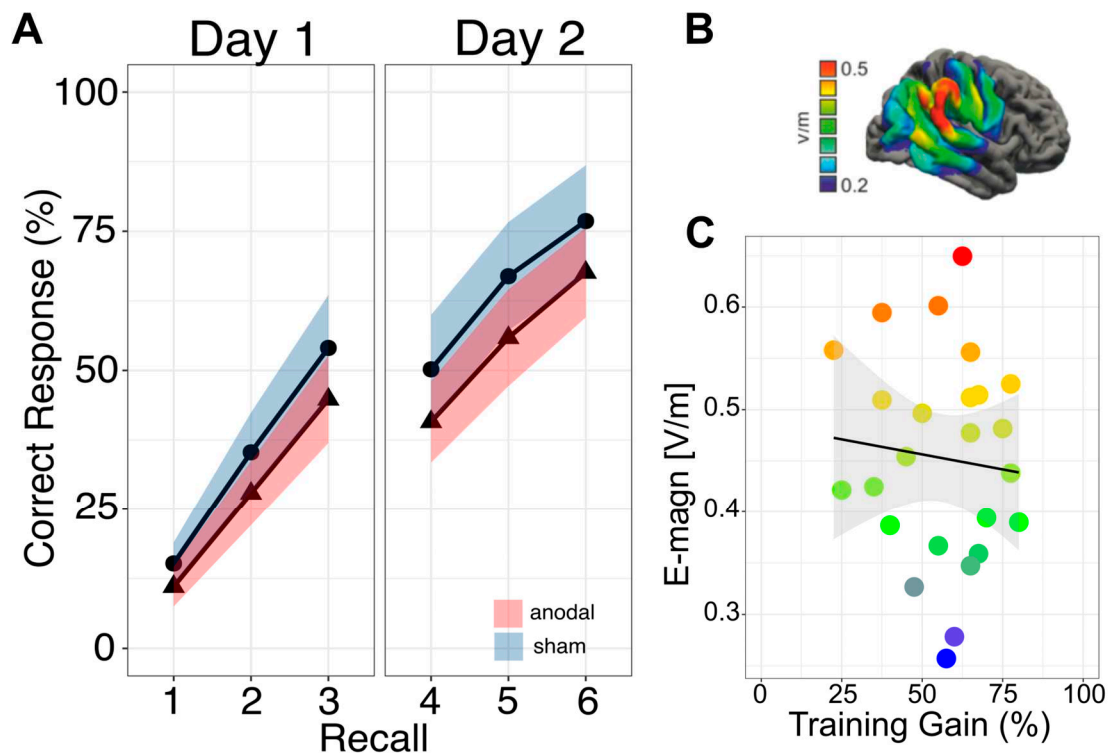 A
Day 1
Day 2
Correct Response (%)
100
75
50
25
0
anodal
sham
1 2 3 4 5 6
Recall
B
v/m
0.5
0.2
C
E-magn [V/m]
0.6
0.5
0.4
0.3
0 25 50 75 100
Training Gain (%)